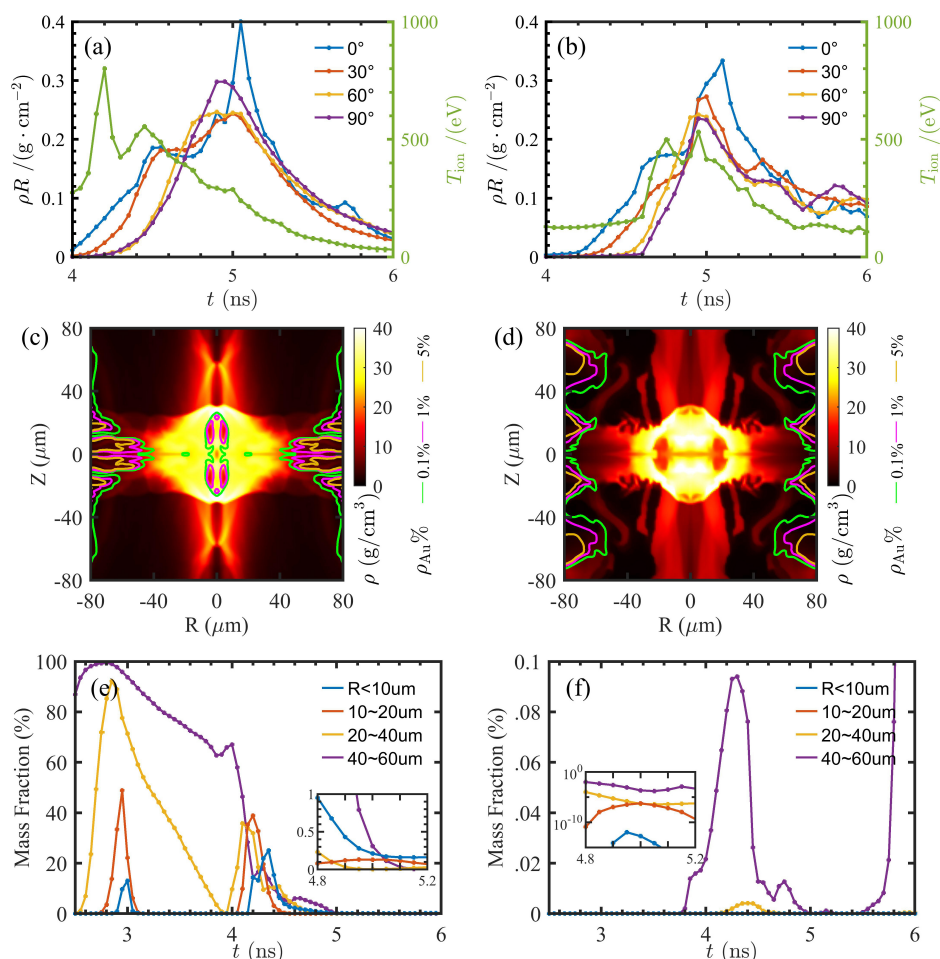 (a)
0°
30°
60°
90°
ρR /(g · cm⁻²)
0.4
0.3
0.2
0.1
0
1000
500
0
T_ion /(eV)
4
5
6
t (ns)
(b)
0°
30°
60°
90°
ρR /(g · cm⁻²)
0.4
0.3
0.2
0.1
0
1000
500
0
T_ion /(eV)
4
5
6
t (ns)
(c)
Z (μm)
80
40
0
-40
-80
-80
-40
0
40
80
R (μm)
40
30
20
10
0
ρ (g/cm³)
0.1%
1%
5%
ρ_Au%
(d)
Z (μm)
80
40
0
-40
-80
-80
-40
0
40
80
R (μm)
40
30
20
10
0
ρ (g/cm³)
0.1%
1%
5%
ρ_Au%
(e)
R<10um
10~20um
20~40um
40~60um
Mass Fraction (%)
100
80
60
40
20
0
1
0.5
0
4.8
5.2
3
4
5
6
t (ns)
(f)
R<10um
10~20um
20~40um
40~60um
Mass Fraction (%)
0.1
.08
0.06
0.04
0.02
0
10⁰
10⁻¹⁰
4.8
5.2
3
4
5
6
t (ns)